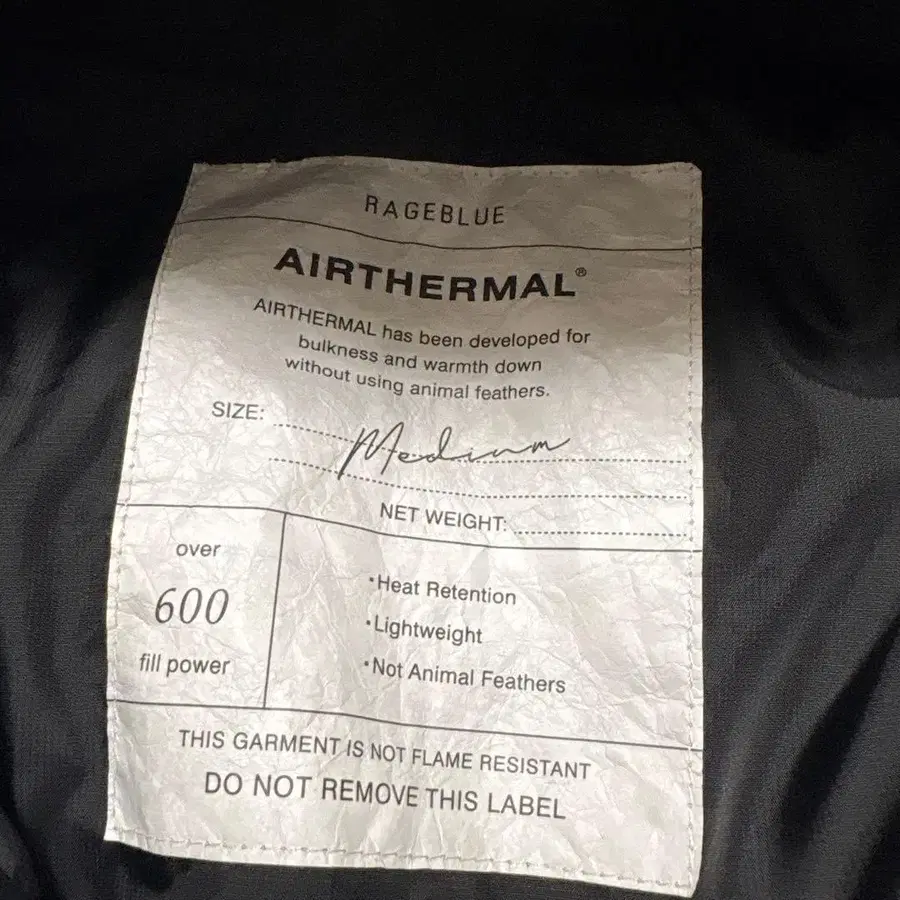 RAGEBLUE
AIRTHERMAL®
AIRTHERMAL has been developed for
bulkness and warmth down
without using animal feathers.
SIZE: Medium
NET WEIGHT:
over
600
fill power
·Heat Retention
·Lightweight
·Not Animal Feathers
THIS GARMENT IS NOT FLAME RESISTANT
DO NOT REMOVE THIS LABEL